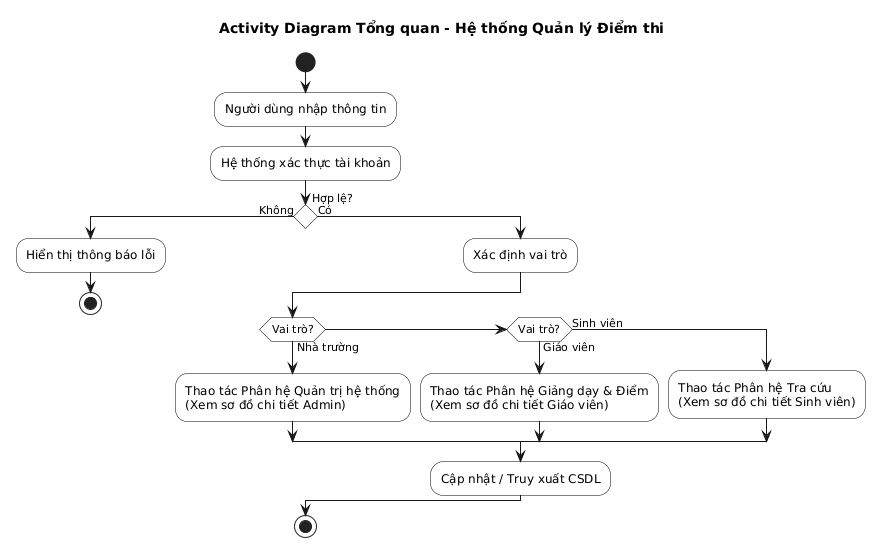 Activity Diagram Tổng quan - Hệ thống Quản lý Điểm thi
Người dùng nhập thông tin
Hệ thống xác thực tài khoản
Hợp lệ?
Không
Có
Hiển thị thông báo lỗi
Xác định vai trò
Vai trò?
Nhà trường
Vai trò?
Sinh viên
Giáo viên
Thao tác Phân hệ Quản trị hệ thống
(Xem sơ đồ chi tiết Admin)
Thao tác Phân hệ Giảng dạy & Điểm
(Xem sơ đồ chi tiết Giáo viên)
Thao tác Phân hệ Tra cứu
(Xem sơ đồ chi tiết Sinh viên)
Cập nhật / Truy xuất CSDL